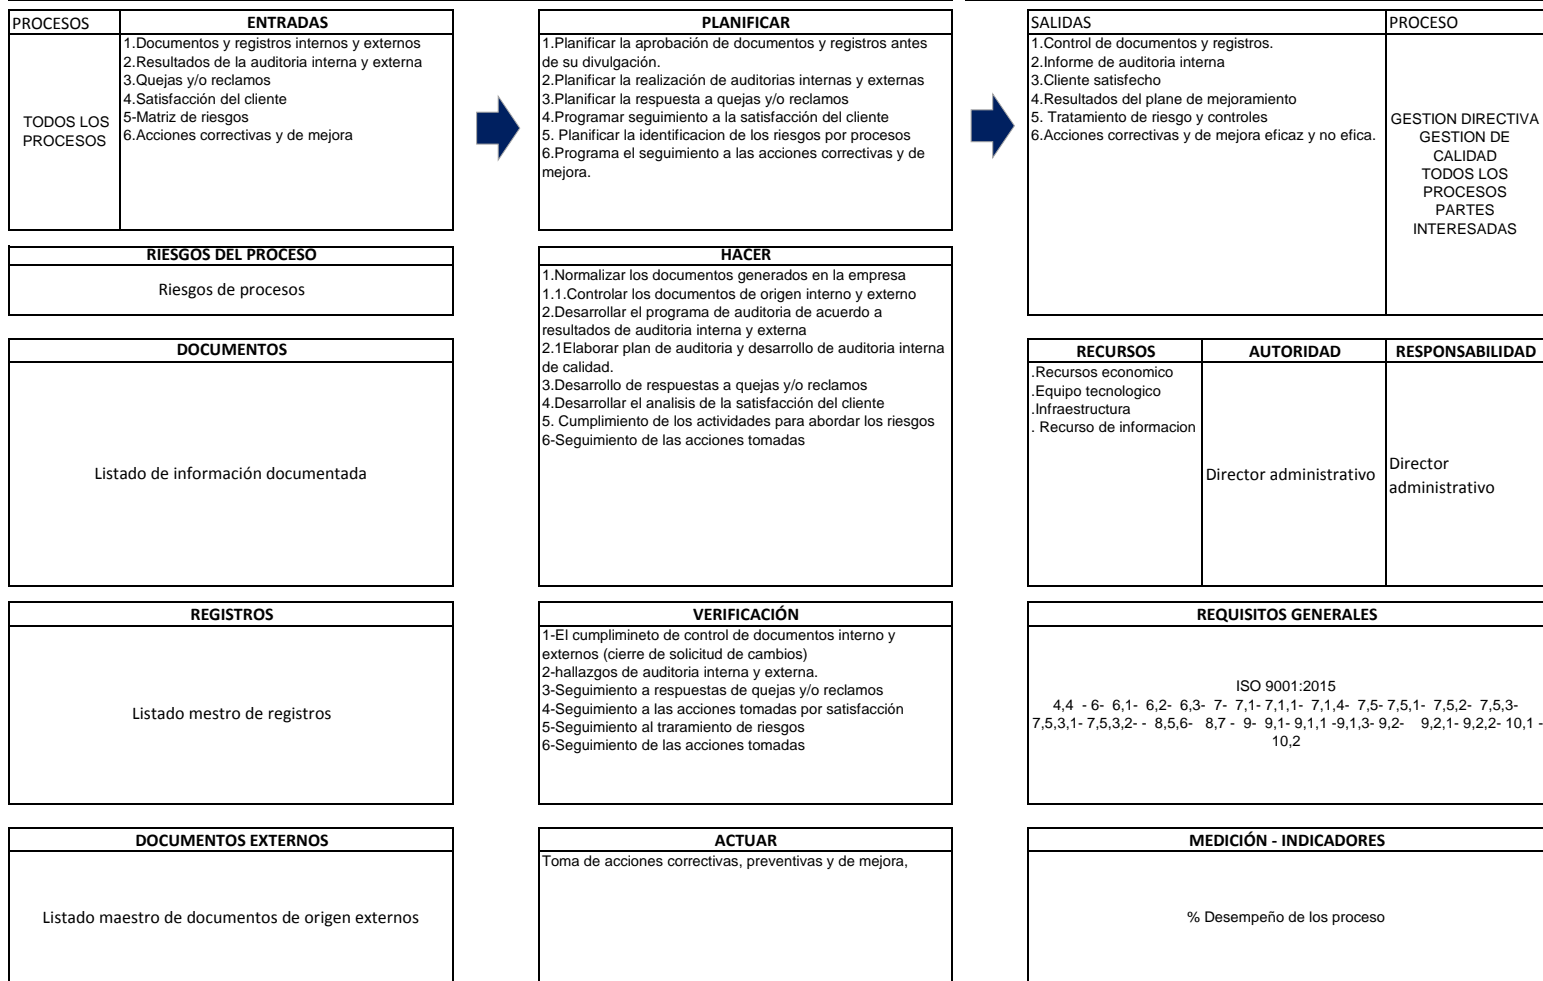 PROCESOS
ENTRADAS
TODOS LOS
PROCESOS
1.Documentos y registros internos y externos
2.Resultados de la auditoria interna y externa
3.Quejas y/o reclamos
4.Satisfacción del cliente
5-Matriz de riesgos
6.Acciones correctivas y de mejora
PLANIFICAR
1.Planificar la aprobación de documentos y registros antes
de su divulgación.
2.Planificar la realización de auditorias internas y externas
3.Planificar la respuesta a quejas y/o reclamos
4.Programar seguimiento a la satisfacción del cliente
5. Planificar la identificacion de los riesgos por procesos
6.Programa el seguimiento a las acciones correctivas y de
mejora.
SALIDAS
1.Control de documentos y registros.
2.Informe de auditoria interna
3.Cliente satisfecho
4.Resultados del plane de mejoramiento
5. Tratamiento de riesgo y controles
6.Acciones correctivas y de mejora eficaz y no efica.
PROCESO
GESTION DIRECTIVA
GESTION DE
CALIDAD
TODOS LOS
PROCESOS
PARTES
INTERESADAS
RIESGOS DEL PROCESO
Riesgos de procesos
HACER
1.Normalizar los documentos generados en la empresa
1.1.Controlar los documentos de origen interno y externo
2.Desarrollar el programa de auditoria de acuerdo a
resultados de auditoria interna y externa
2.1Elaborar plan de auditoria y desarrollo de auditoria interna
de calidad.
3.Desarrollo de respuestas a quejas y/o reclamos
4.Desarrollar el analisis de la satisfacción del cliente
5. Cumplimiento de los actividades para abordar los riesgos
6-Seguimiento de las acciones tomadas
DOCUMENTOS
Listado de información documentada
RECURSOS
.Recursos economico
.Equipo tecnologico
.Infraestructura
. Recurso de informacion
AUTORIDAD
Director administrativo
RESPONSABILIDAD
Director
administrativo
REGISTROS
Listado mestro de registros
VERIFICACIÓN
1-El cumplimineto de control de documentos interno y
externos (cierre de solicitud de cambios)
2-hallazgos de auditoria interna y externa.
3-Seguimiento a respuestas de quejas y/o reclamos
4-Seguimiento a las acciones tomadas por satisfacción
5-Seguimiento al traramiento de riesgos
6-Seguimiento de las acciones tomadas
REQUISITOS GENERALES
ISO 9001:2015
4,4 - 6- 6,1- 6,2- 6,3- 7- 7,1- 7,1,1- 7,1,4- 7,5- 7,5,1- 7,5,2- 7,5,3-
7,5,3,1- 7,5,3,2- - 8,5,6- 8,7 - 9- 9,1- 9,1,1 -9,1,3- 9,2- 9,2,1- 9,2,2- 10,1 -
10,2
DOCUMENTOS EXTERNOS
Listado maestro de documentos de origen externos
ACTUAR
Toma de acciones correctivas, preventivas y de mejora,
MEDICIÓN - INDICADORES
% Desempeño de los proceso